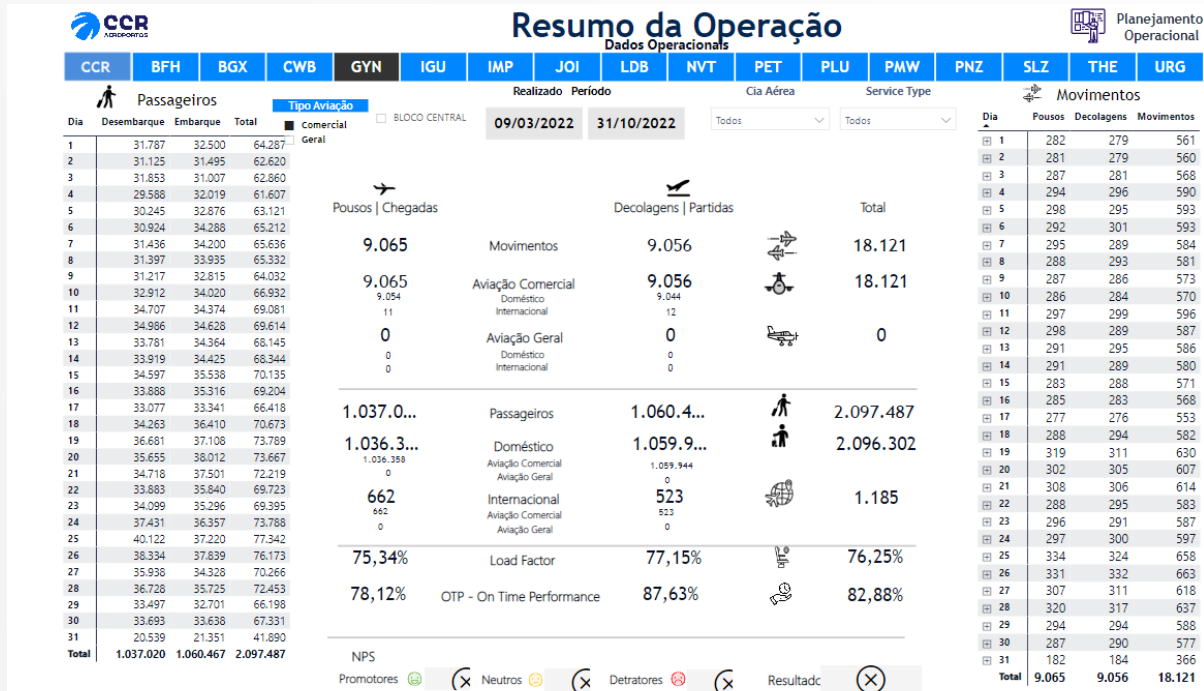 CCR
AEROPORTOS
Resumo da Operação
Dados Operacionais
Planejamento
Operacional
CCR BFH BGX CWB GYN IGU IMP JOI LDB NVT PET PLU PMW PNZ SLZ THE URG
Passageiros
Dia Desembarque Embarque Total
1 31.787 32.500 64.287
2 31.125 31.495 62.620
3 31.853 31.007 62.860
4 29.588 32.019 61.607
5 30.245 32.876 63.121
6 30.924 34.288 65.212
7 31.436 34.200 65.636
8 31.397 33.935 65.332
9 31.217 32.815 64.032
10 32.912 34.020 66.932
11 34.707 34.374 69.081
12 34.986 34.628 69.614
13 33.781 34.364 68.145
14 33.919 34.425 68.344
15 34.597 35.538 70.135
16 33.888 35.316 69.204
17 33.077 33.341 66.418
18 34.263 36.410 70.673
19 36.681 37.108 73.789
20 35.655 38.012 73.667
21 34.718 37.501 72.219
22 33.883 35.840 69.723
23 34.099 35.296 69.395
24 37.431 36.357 73.788
25 40.122 37.220 77.342
26 38.334 37.839 76.173
27 35.938 34.328 70.266
28 36.728 35.725 72.453
29 33.497 32.701 66.198
30 33.693 33.638 67.331
31 20.539 21.351 41.890
Total 1.037.020 1.060.467 2.097.487
Tipo Aviação
Comercial
Geral
BLOCO CENTRAL
Realizado Período
09/03/2022 31/10/2022
Cia Aérea
Todos
Service Type
Todos
Pousos | Chegadas Decolagens | Partidas Total
9.065 Movimentos 9.056 18.121
9.065 Aviação Comercial 9.056 18.121
9.054 Doméstico 9.044
11 Internacional 12
0 Aviação Geral 0 0
0 Doméstico 0
0 Internacional 0
1.037.0... Passageiros 1.060.4... 2.097.487
1.036.3... Doméstico 1.059.9... 2.096.302
1.036.358 Aviação Comercial 1.059.944
0 Aviação Geral 0
662 Internacional 523 1.185
662 Aviação Comercial 523
0 Aviação Geral 0
75,34% Load Factor 77,15% 76,25%
78,12% OTP - On Time Performance 87,63% 82,88%
NPS
Promotores Neutros Detratores Resultado
Movimentos
Dia Pousos Decolagens Movimentos
1 282 279 561
2 281 279 560
3 287 281 568
4 294 296 590
5 298 295 593
6 292 301 593
7 295 289 584
8 288 293 581
9 287 286 573
10 286 284 570
11 297 299 596
12 298 289 587
13 291 295 586
14 291 289 580
15 283 288 571
16 285 283 568
17 277 276 553
18 288 294 582
19 319 311 630
20 302 305 607
21 308 306 614
22 288 295 583
23 296 291 587
24 297 300 597
25 334 324 658
26 331 332 663
27 307 311 618
28 320 317 637
29 294 294 588
30 287 290 577
31 182 184 366
Total 9.065 9.056 18.121